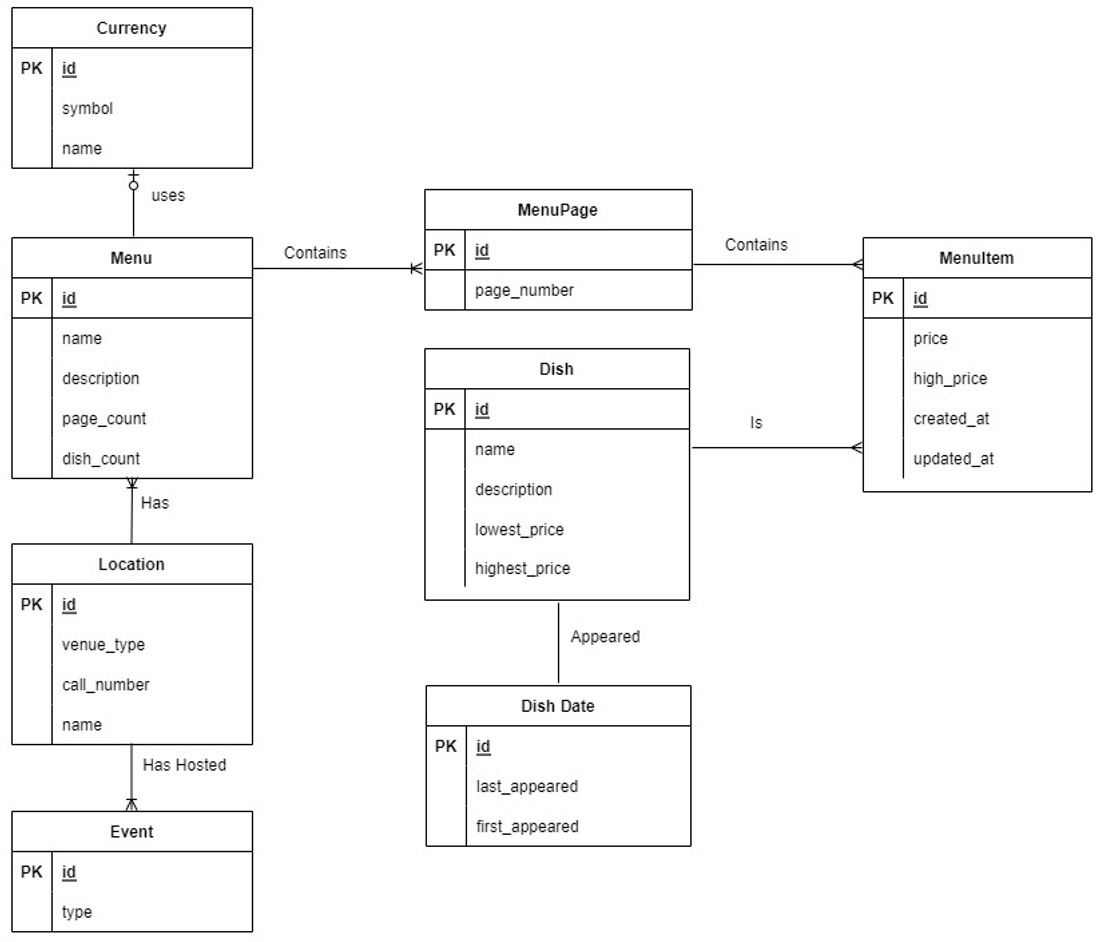 Currency
PK id
symbol
name
uses
Menu
PK id
name
description
page_count
dish_count
Has
Location
PK id
venue_type
call_number
name
Has Hosted
Event
PK id
type
Contains
MenuPage
PK id
page_number
Contains
MenuItem
PK id
price
high_price
created_at
updated_at
Is
Dish
PK id
name
description
lowest_price
highest_price
Appeared
Dish Date
PK id
last_appeared
first_appeared